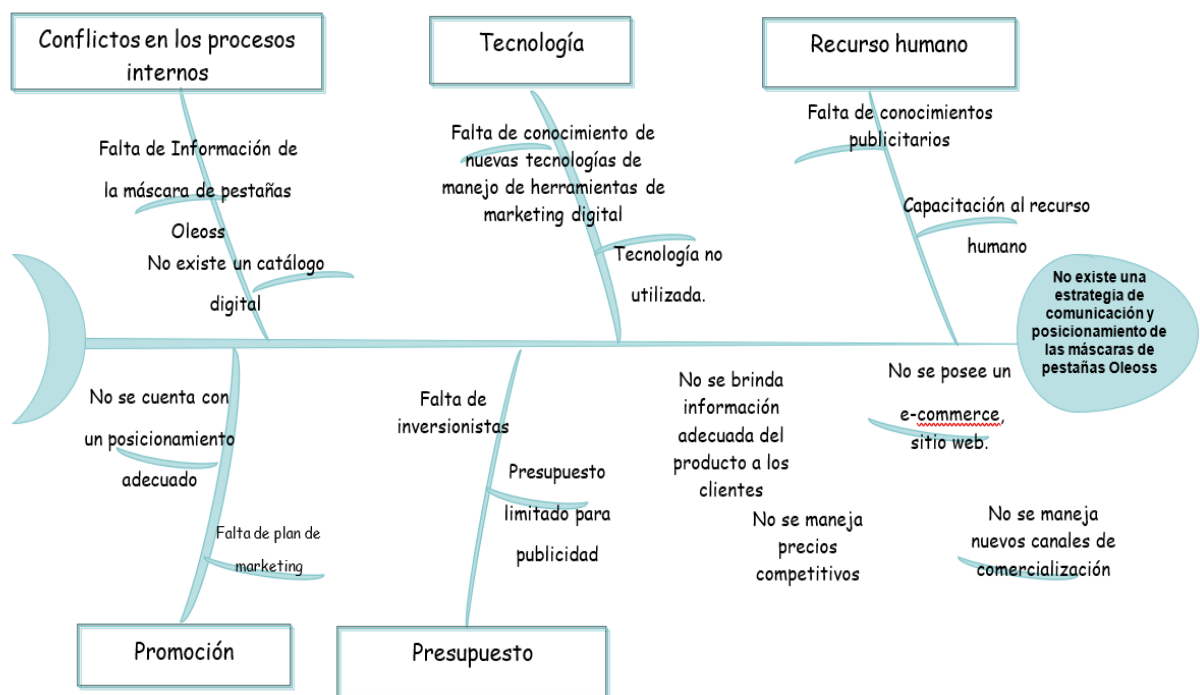 Conflictos en los procesos
internos
Tecnología
Recurso humano
Falta de Información de
la máscara de pestañas
Oleoss
No existe un catálogo
digital
Falta de conocimiento de
nuevas tecnologías de
manejo de herramientas de
marketing digital
Tecnología no
utilizada.
Falta de conocimientos
publicitarios
Capacitación al recurso
humano
No existe una
estrategia de
comunicación y
posicionamiento de
las máscaras de
pestañas Oleoss
No se cuenta con
un posicionamiento
adecuado
Falta de plan de
marketing
Falta de
inversionistas
Presupuesto
limitado para
publicidad
No se brinda
información
adecuada del
producto a los
clientes
No se maneja
precios
competitivos
No se posee un
e-commerce,
sitio web.
No se maneja
nuevos canales de
comercialización
Promoción
Presupuesto